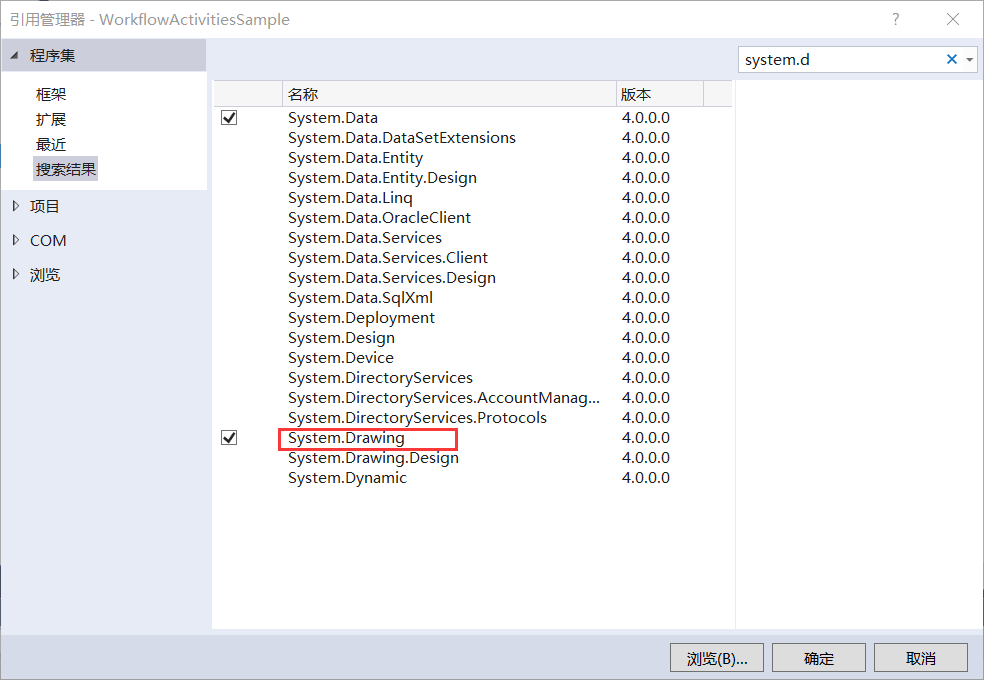 引用管理器 - WorkflowActivitiesSample
程序集
框架
扩展
最近
搜索结果
项目
COM
浏览
system.d
名称 版本
System.Data 4.0.0.0
System.Data.DataSetExtensions 4.0.0.0
System.Data.Entity 4.0.0.0
System.Data.Entity.Design 4.0.0.0
System.Data.Linq 4.0.0.0
System.Data.OracleClient 4.0.0.0
System.Data.Services 4.0.0.0
System.Data.Services.Client 4.0.0.0
System.Data.Services.Design 4.0.0.0
System.Data.SqlXml 4.0.0.0
System.Deployment 4.0.0.0
System.Design 4.0.0.0
System.Device 4.0.0.0
System.DirectoryServices 4.0.0.0
System.DirectoryServices.AccountManag... 4.0.0.0
System.DirectoryServices.Protocols 4.0.0.0
System.Drawing 4.0.0.0
System.Drawing.Design 4.0.0.0
System.Dynamic 4.0.0.0
浏览(B)... 确定 取消